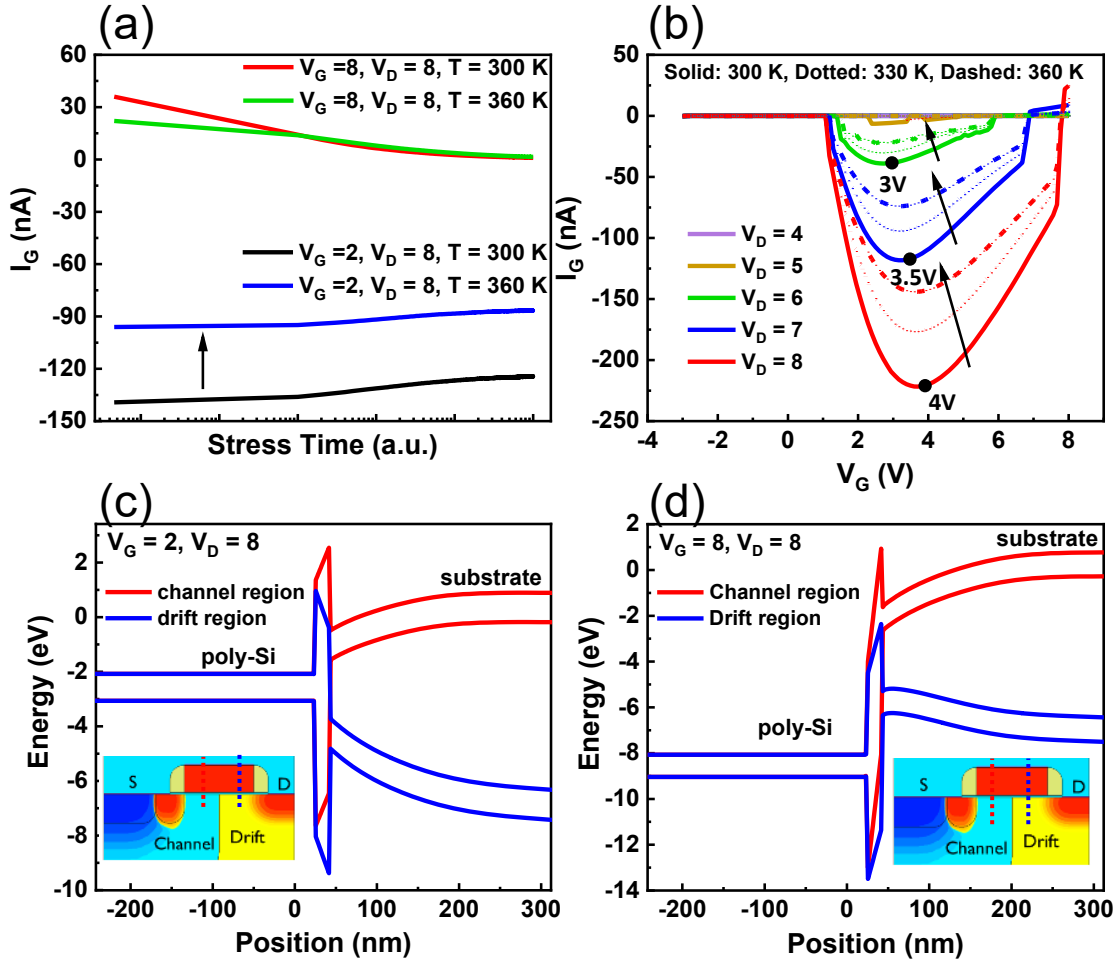 (a)
60
30
0
-30
-60
-90
-120
-150
I_G (nA)
V_G =8, V_D = 8, T = 300 K
V_G =8, V_D = 8, T = 360 K
V_G =2, V_D = 8, T = 300 K
V_G =2, V_D = 8, T = 360 K
Stress Time (a.u.)
(b)
50
0
-50
-100
-150
-200
-250
I_G (nA)
Solid: 300 K, Dotted: 330 K, Dashed: 360 K
3V
3.5V
4V
V_D = 4
V_D = 5
V_D = 6
V_D = 7
V_D = 8
-4 -2 0 2 4 6 8
V_G (V)
(c)
V_G = 2, V_D = 8
channel region
drift region
substrate
poly-Si
2
0
-2
-4
-6
-8
-10
Energy (eV)
S
D
Channel
Drift
-200 -100 0 100 200 300
Position (nm)
(d)
V_G = 8, V_D = 8
substrate
Channel region
Drift region
poly-Si
2
0
-2
-4
-6
-8
-10
-12
-14
Energy (eV)
S
D
Channel
Drift
-200 -100 0 100 200 300
Position (nm)